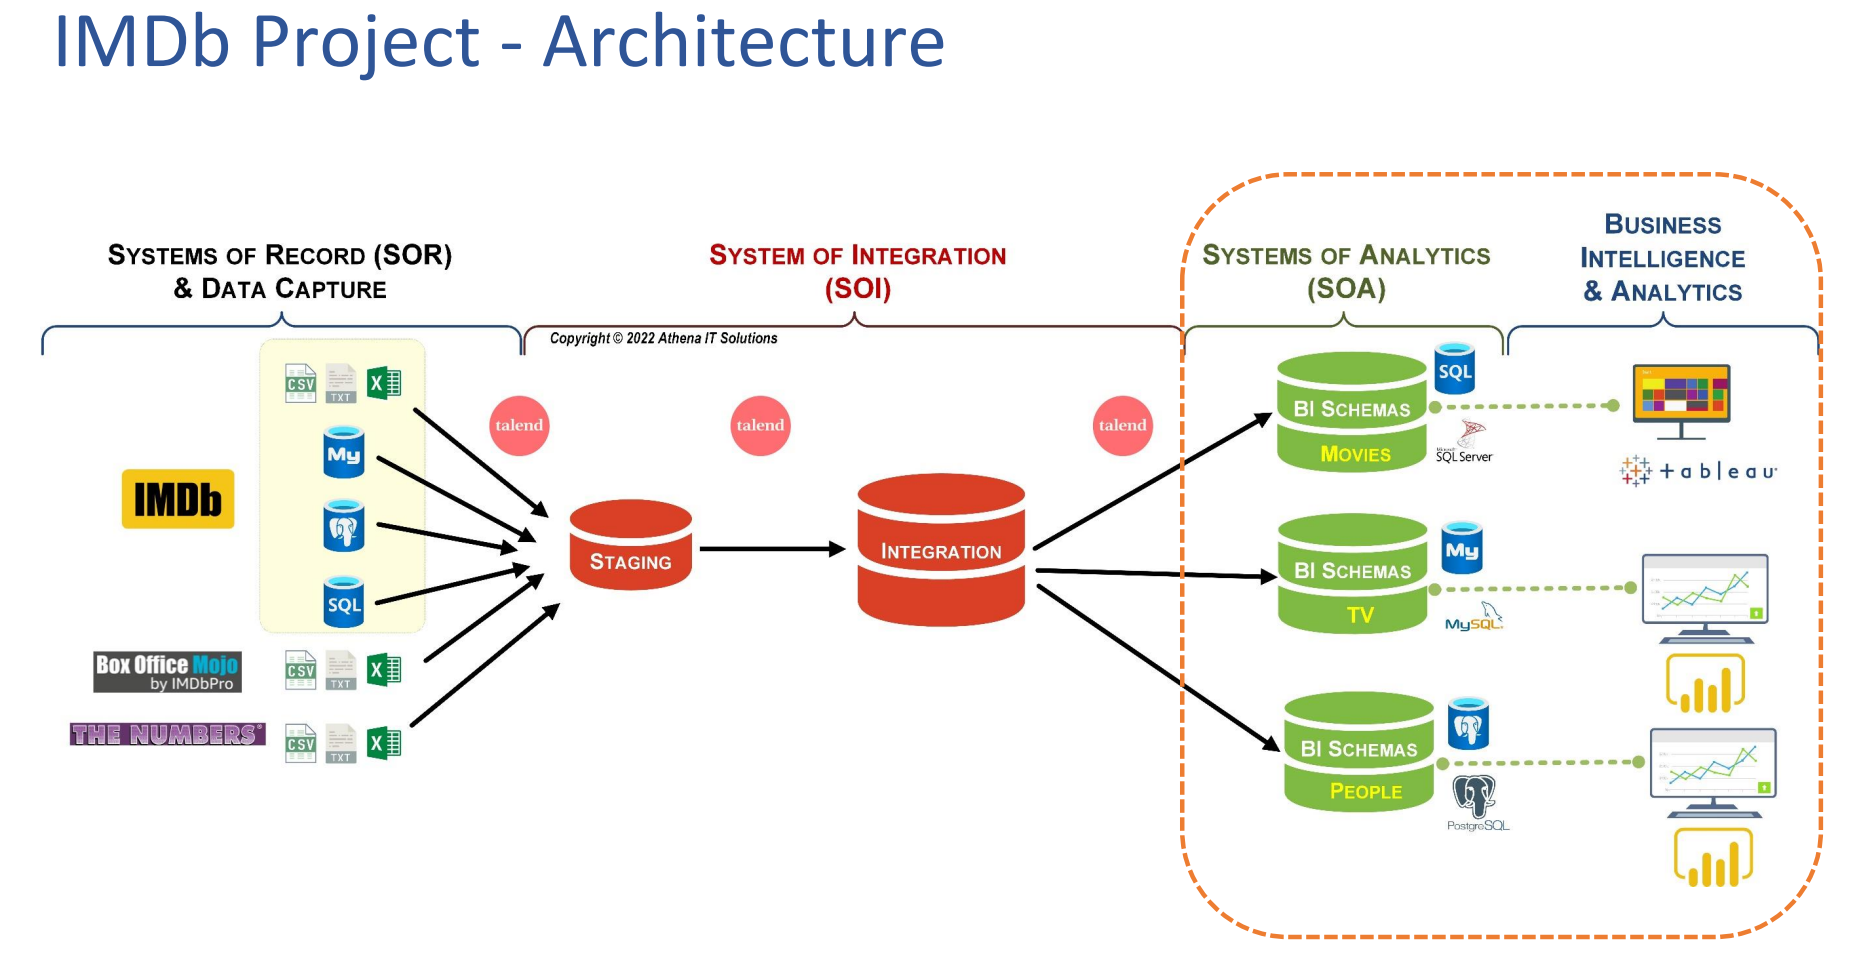 IMDb Project - Architecture
SYSTEMS OF RECORD (SOR)
& DATA CAPTURE
SYSTEM OF INTEGRATION
(SOI)
SYSTEMS OF ANALYTICS
(SOA)
BUSINESS
INTELLIGENCE
& ANALYTICS
Copyright © 2022 Athena IT Solutions
CSV
TXT
X
My
SQL
IMDb
Box Office Mojo
by IMDbPro
CSV
TXT
X
THE NUMBERS
CSV
TXT
X
talend
talend
talend
STAGING
INTEGRATION
BI SCHEMAS
MOVIES
SQL
SQL Server
+ableau
BI SCHEMAS
TV
My
MySQL
BI SCHEMAS
PEOPLE
PostgreSQL